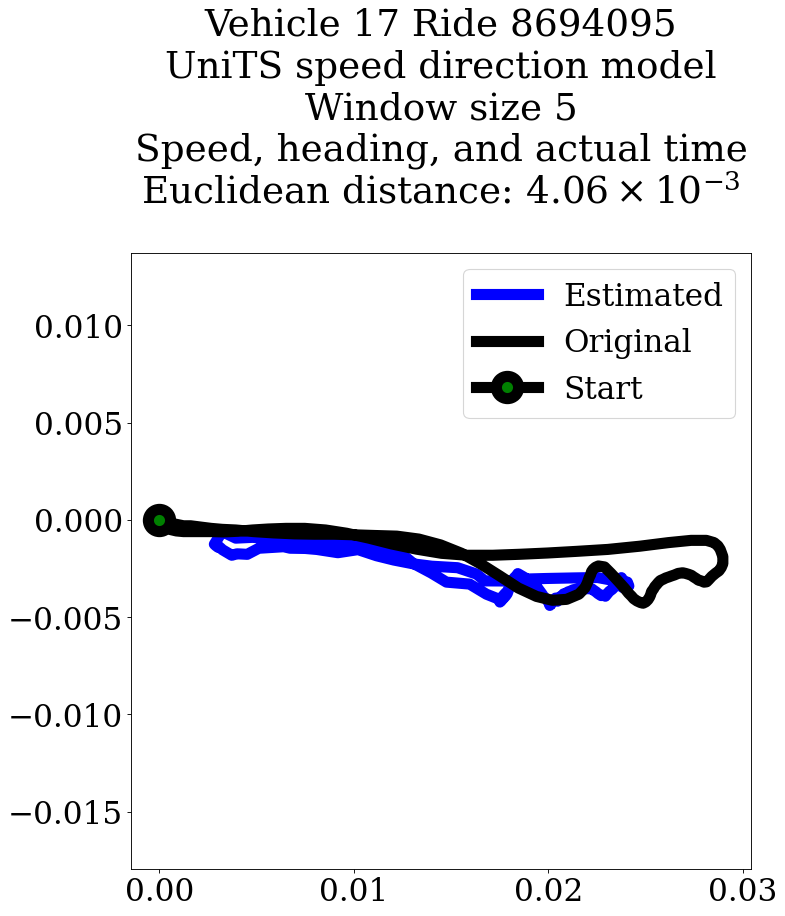 Vehicle 17 Ride 8694095
UniTS speed direction model
Window size 5
Speed, heading, and actual time
Euclidean distance: 4.06 × 10⁻³
Estimated
Original
Start
0.010
0.005
0.000
−0.005
−0.010
−0.015
0.00 0.01 0.02 0.03